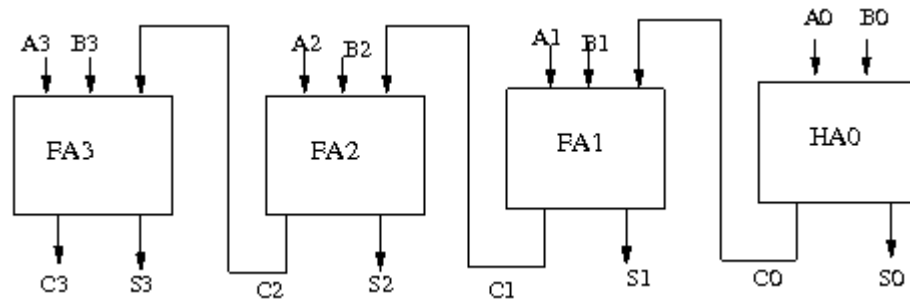 A3 B3 A2 B2 A1 B1 A0 B0
FA3 FA2 FA1 HA0
C3 S3 C2 S2 C1 S1 C0 S0